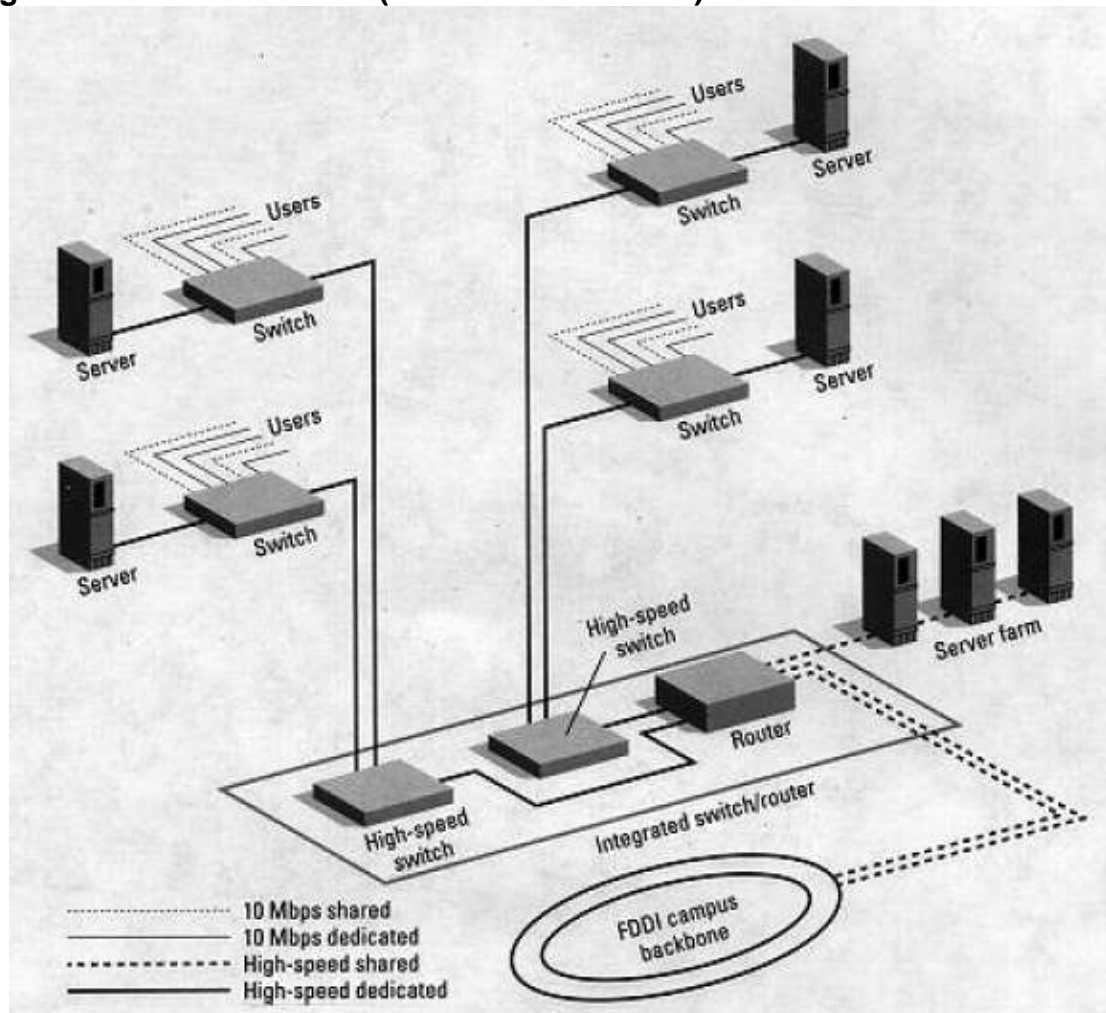 Users
Server
Switch
Users
Switch
Server
Users
Switch
Server
Users
Server
Switch
High-speed
switch
Server farm
Router
High-speed
switch
Integrated switch/router
FDDI campus
backbone
10 Mbps shared
10 Mbps dedicated
High-speed shared
High-speed dedicated